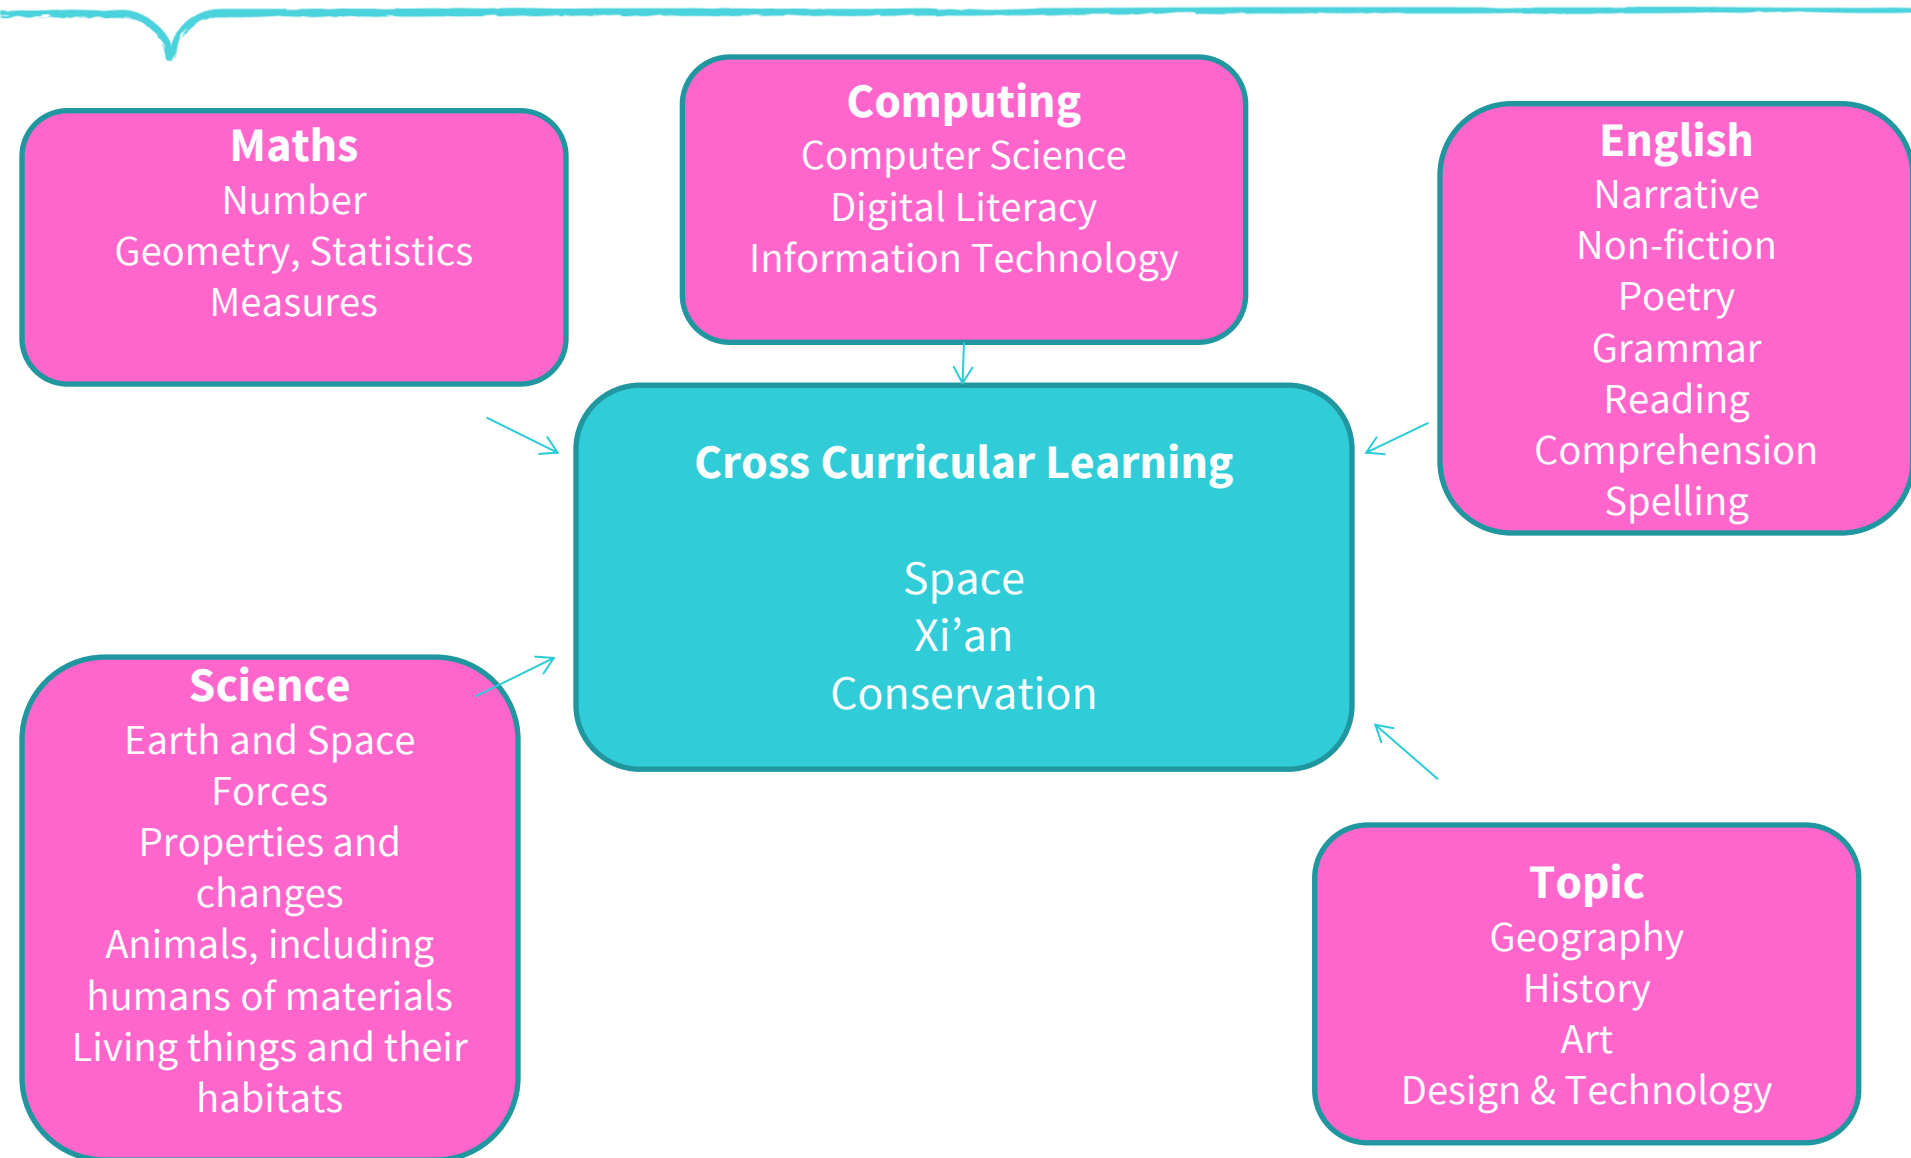 Maths
Number
Geometry, Statistics
Measures
Computing
Computer Science
Digital Literacy
Information Technology
English
Narrative
Non-fiction
Poetry
Grammar
Reading
Comprehension
Spelling
Cross Curricular Learning
Space
Xi’an
Conservation
Science
Earth and Space
Forces
Properties and
changes
Animals, including
humans of materials
Living things and their
habitats
Topic
Geography
History
Art
Design & Technology